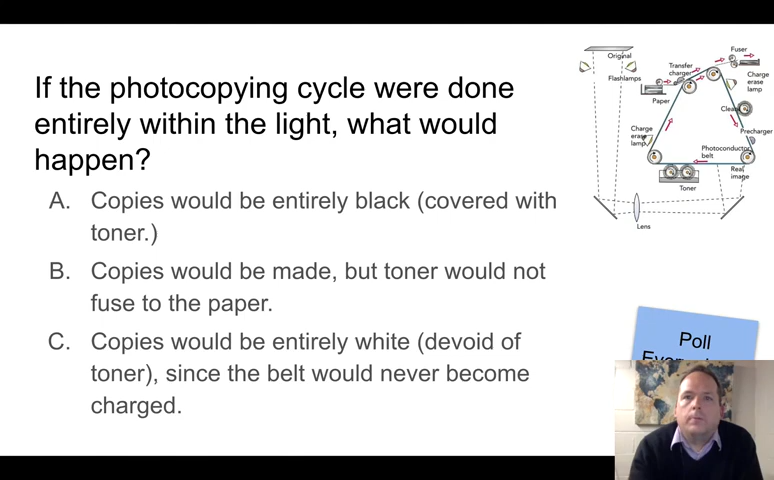 If the photocopying cycle were done
entirely within the light, what would
happen?
A. Copies would be entirely black (covered with
toner.)
B. Copies would be made, but toner would not
fuse to the paper.
C. Copies would be entirely white (devoid of
toner), since the belt would never become
charged.
Original
Flashlamps
Transfer
charger
Fuser
Charge
erase
lamp
Paper
Precharger
Charge
erase
lamp
Photoconductor
belt
Real
image
Toner
Lens
Poll